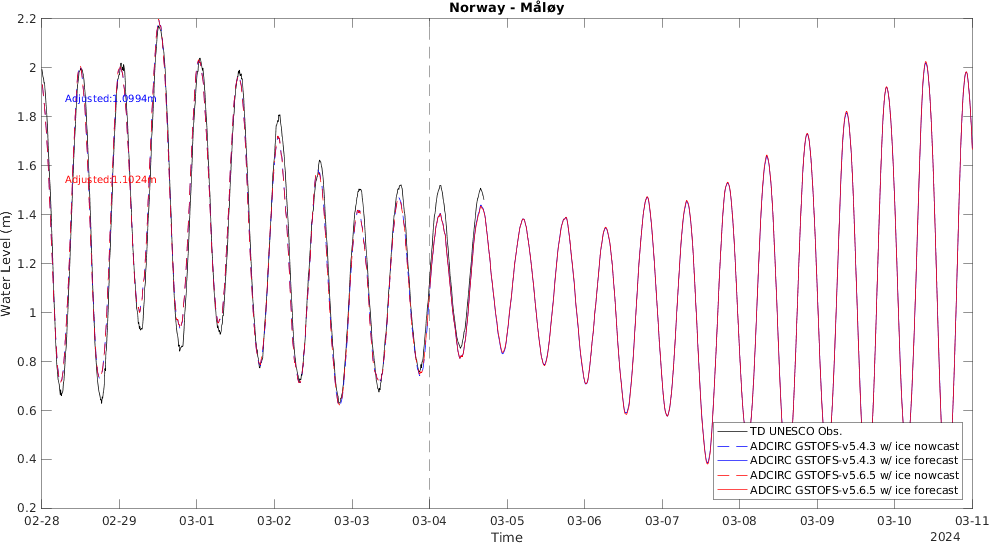 Norway - Måløy
2.2
2
1.8
1.6
1.4
1.2
1
0.8
0.6
0.4
0.2
Water Level (m)
Adjusted:1.0994m
Adjusted:1.1024m
TD UNESCO Obs.
ADCIRC GSTOFS-v5.4.3 w/ ice nowcast
ADCIRC GSTOFS-v5.4.3 w/ ice forecast
ADCIRC GSTOFS-v5.6.5 w/ ice nowcast
ADCIRC GSTOFS-v5.6.5 w/ ice forecast
02-28 02-29 03-01 03-02 03-03 03-04 03-05 03-06 03-07 03-08 03-09 03-10 03-11
Time
2024